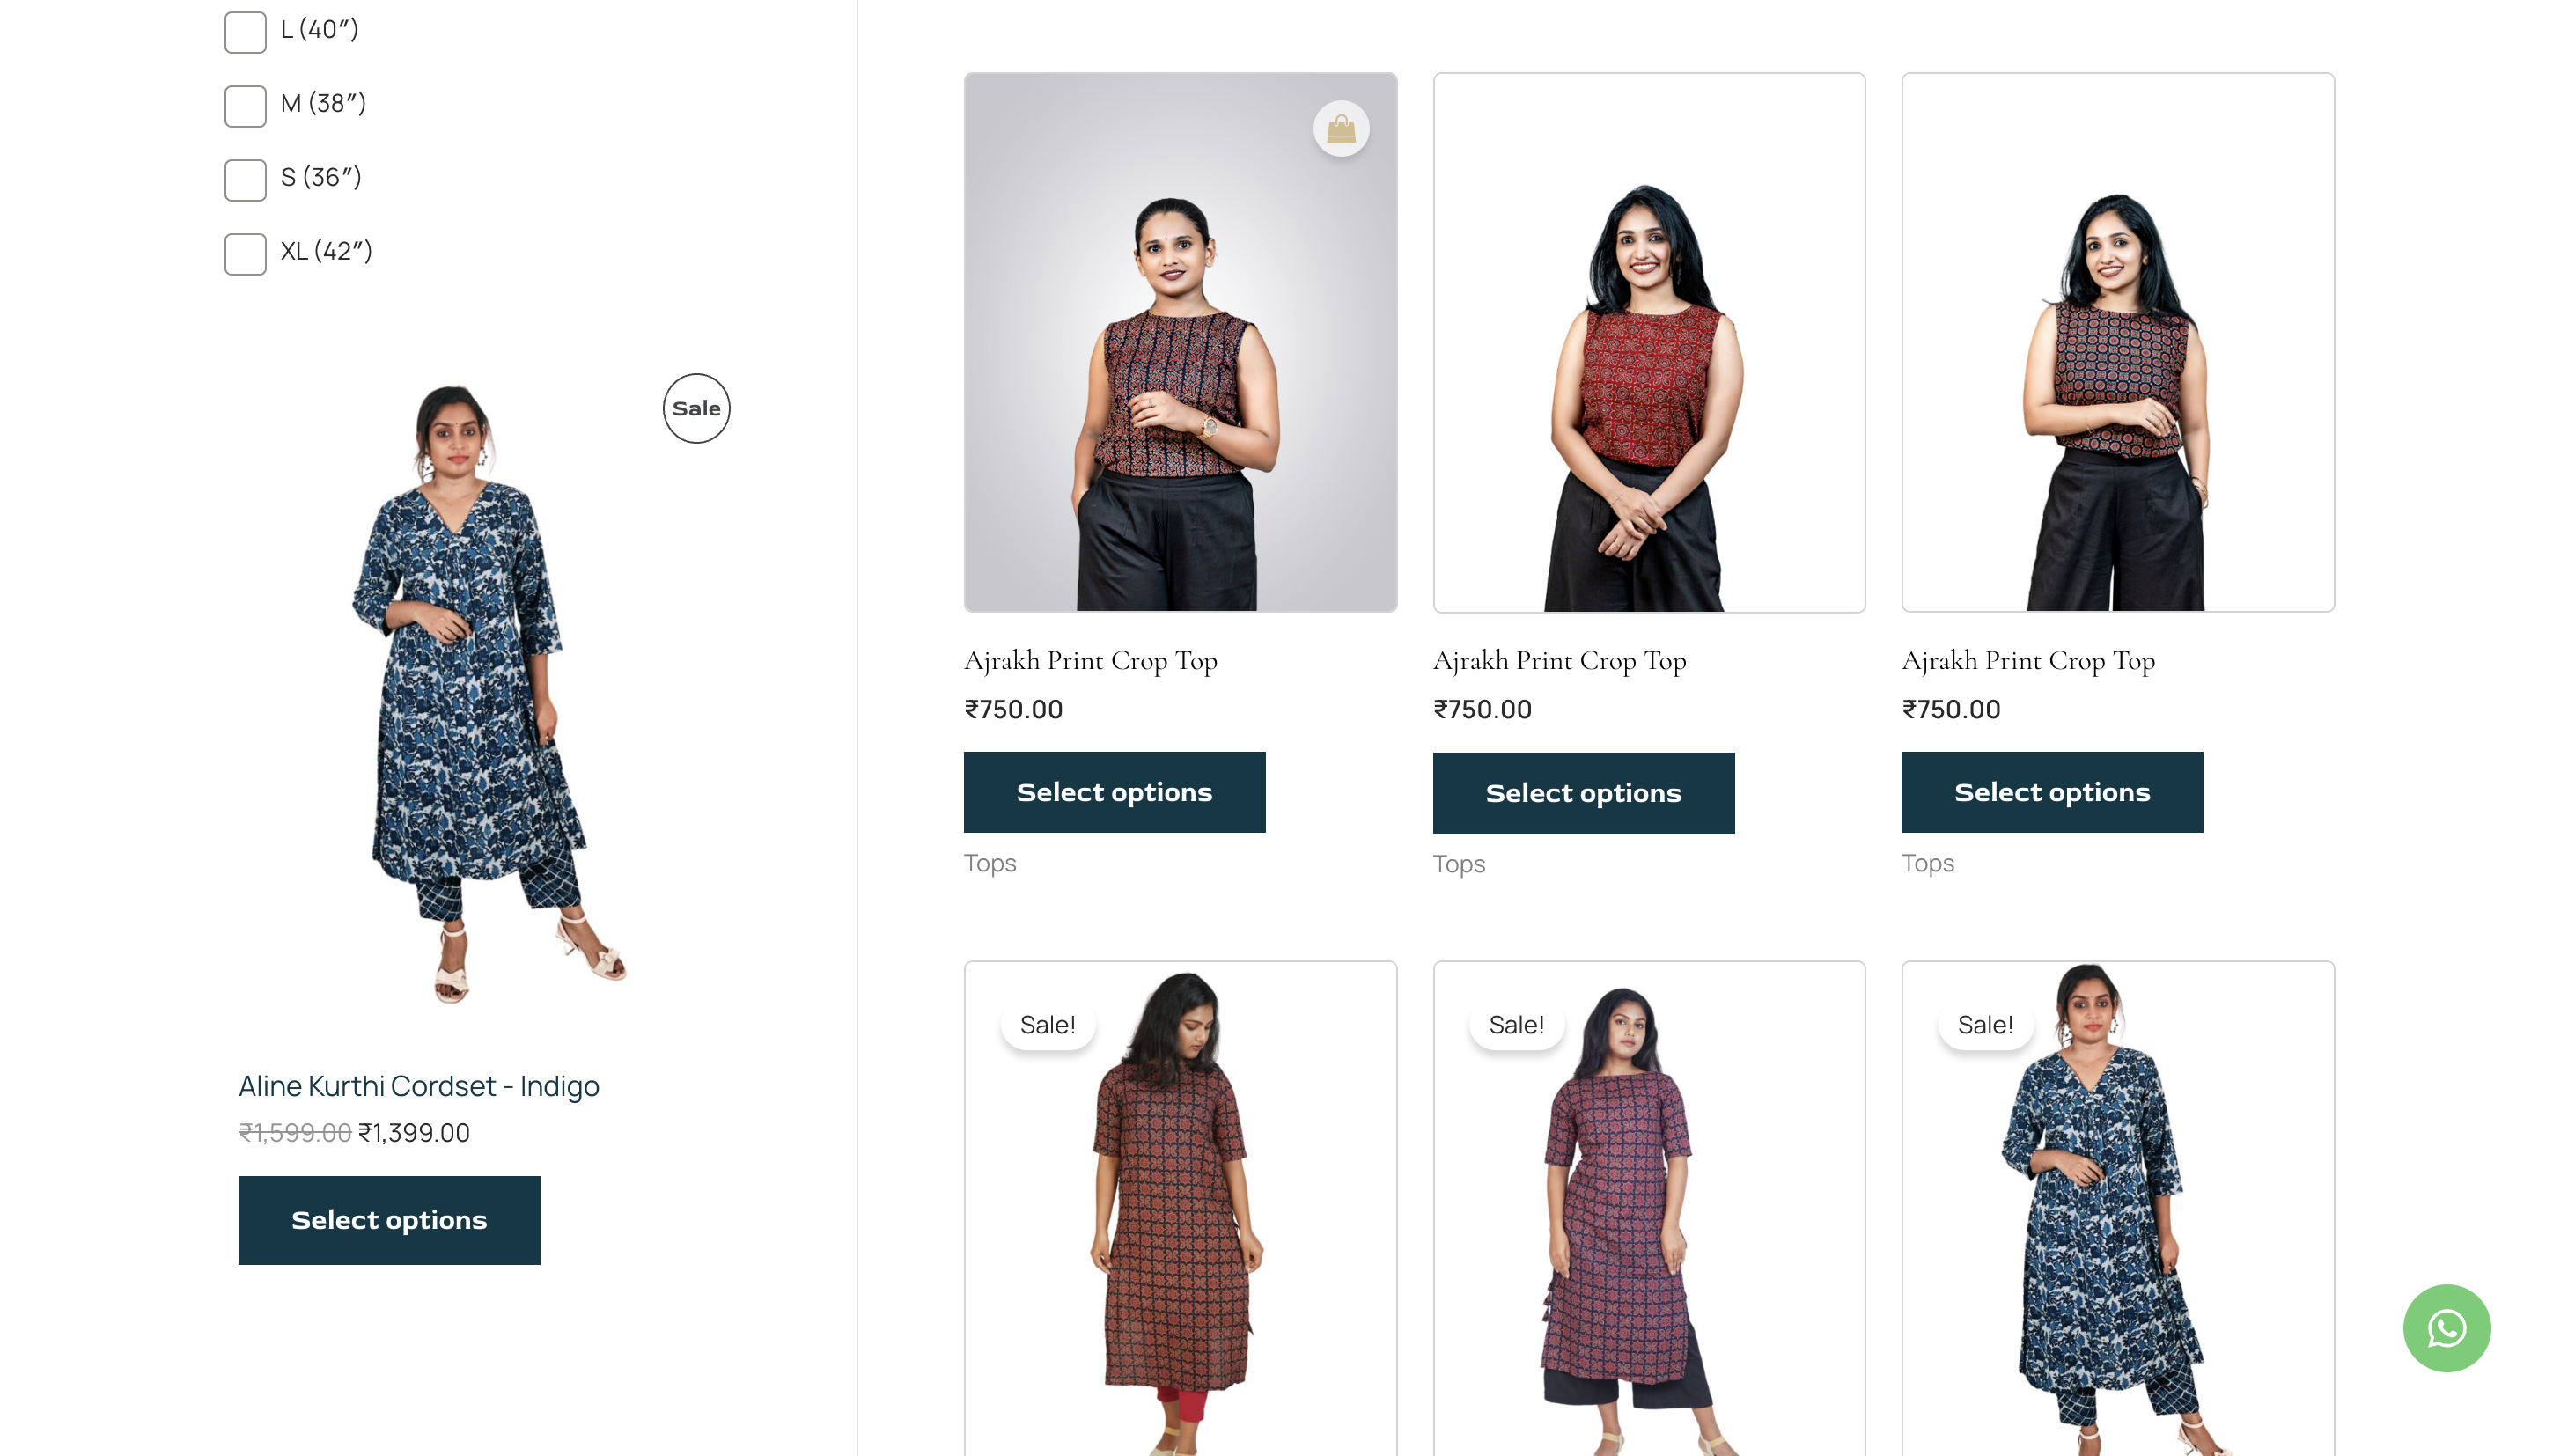 L (40″)
M (38″)
S (36″)
XL (42″)
Sale
Aline Kurthi Cordset - Indigo
₹1,599.00 ₹1,399.00
Select options
Ajrakh Print Crop Top
₹750.00
Select options
Tops
Ajrakh Print Crop Top
₹750.00
Select options
Tops
Ajrakh Print Crop Top
₹750.00
Select options
Tops
Sale!
Sale!
Sale!